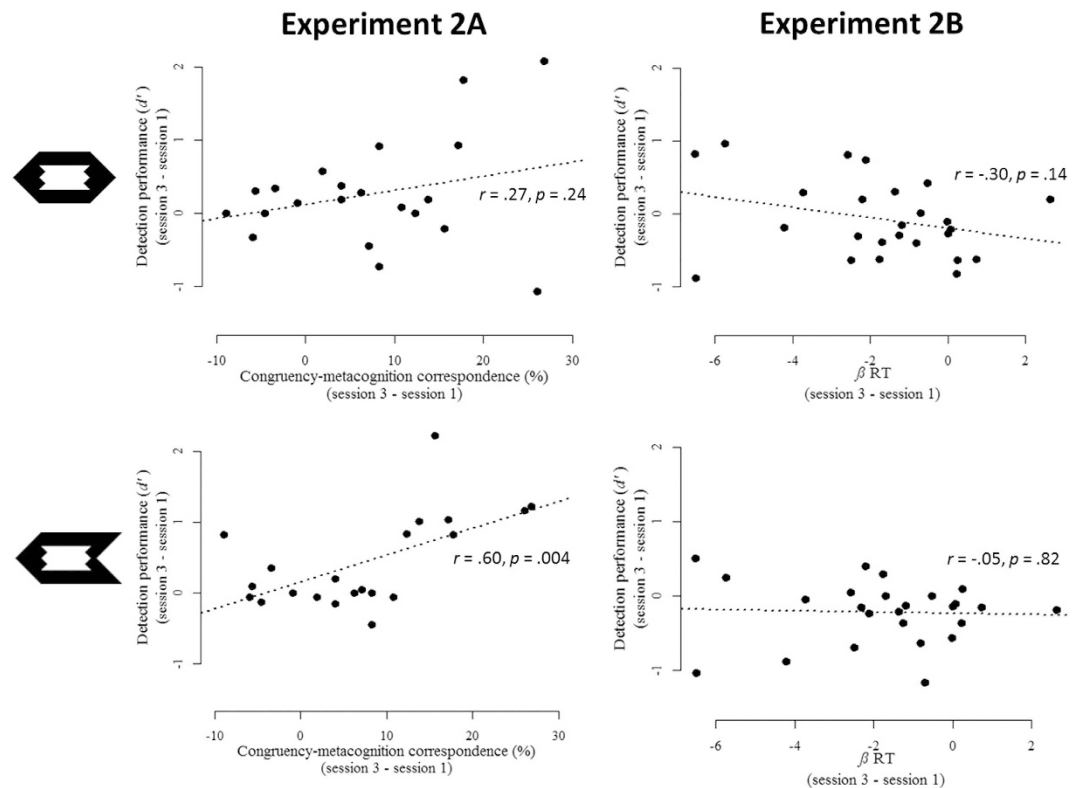 Experiment 2A
Experiment 2B
Detection performance (d')
(session 3 - session 1)
2
1
0
-1
r = .27, p = .24
-10 0 10 20 30
Congruency-metacognition correspondence (%)
(session 3 - session 1)
Detection performance (d')
(session 3 - session 1)
2
1
0
-1
r = -.30, p = .14
-6 -4 -2 0 2
β RT
(session 3 - session 1)
Detection performance (d')
(session 3 - session 1)
2
1
0
-1
r = .60, p = .004
-10 0 10 20 30
Congruency-metacognition correspondence (%)
(session 3 - session 1)
Detection performance (d')
(session 3 - session 1)
2
1
0
-1
r = -.05, p = .82
-6 -4 -2 0 2
β RT
(session 3 - session 1)